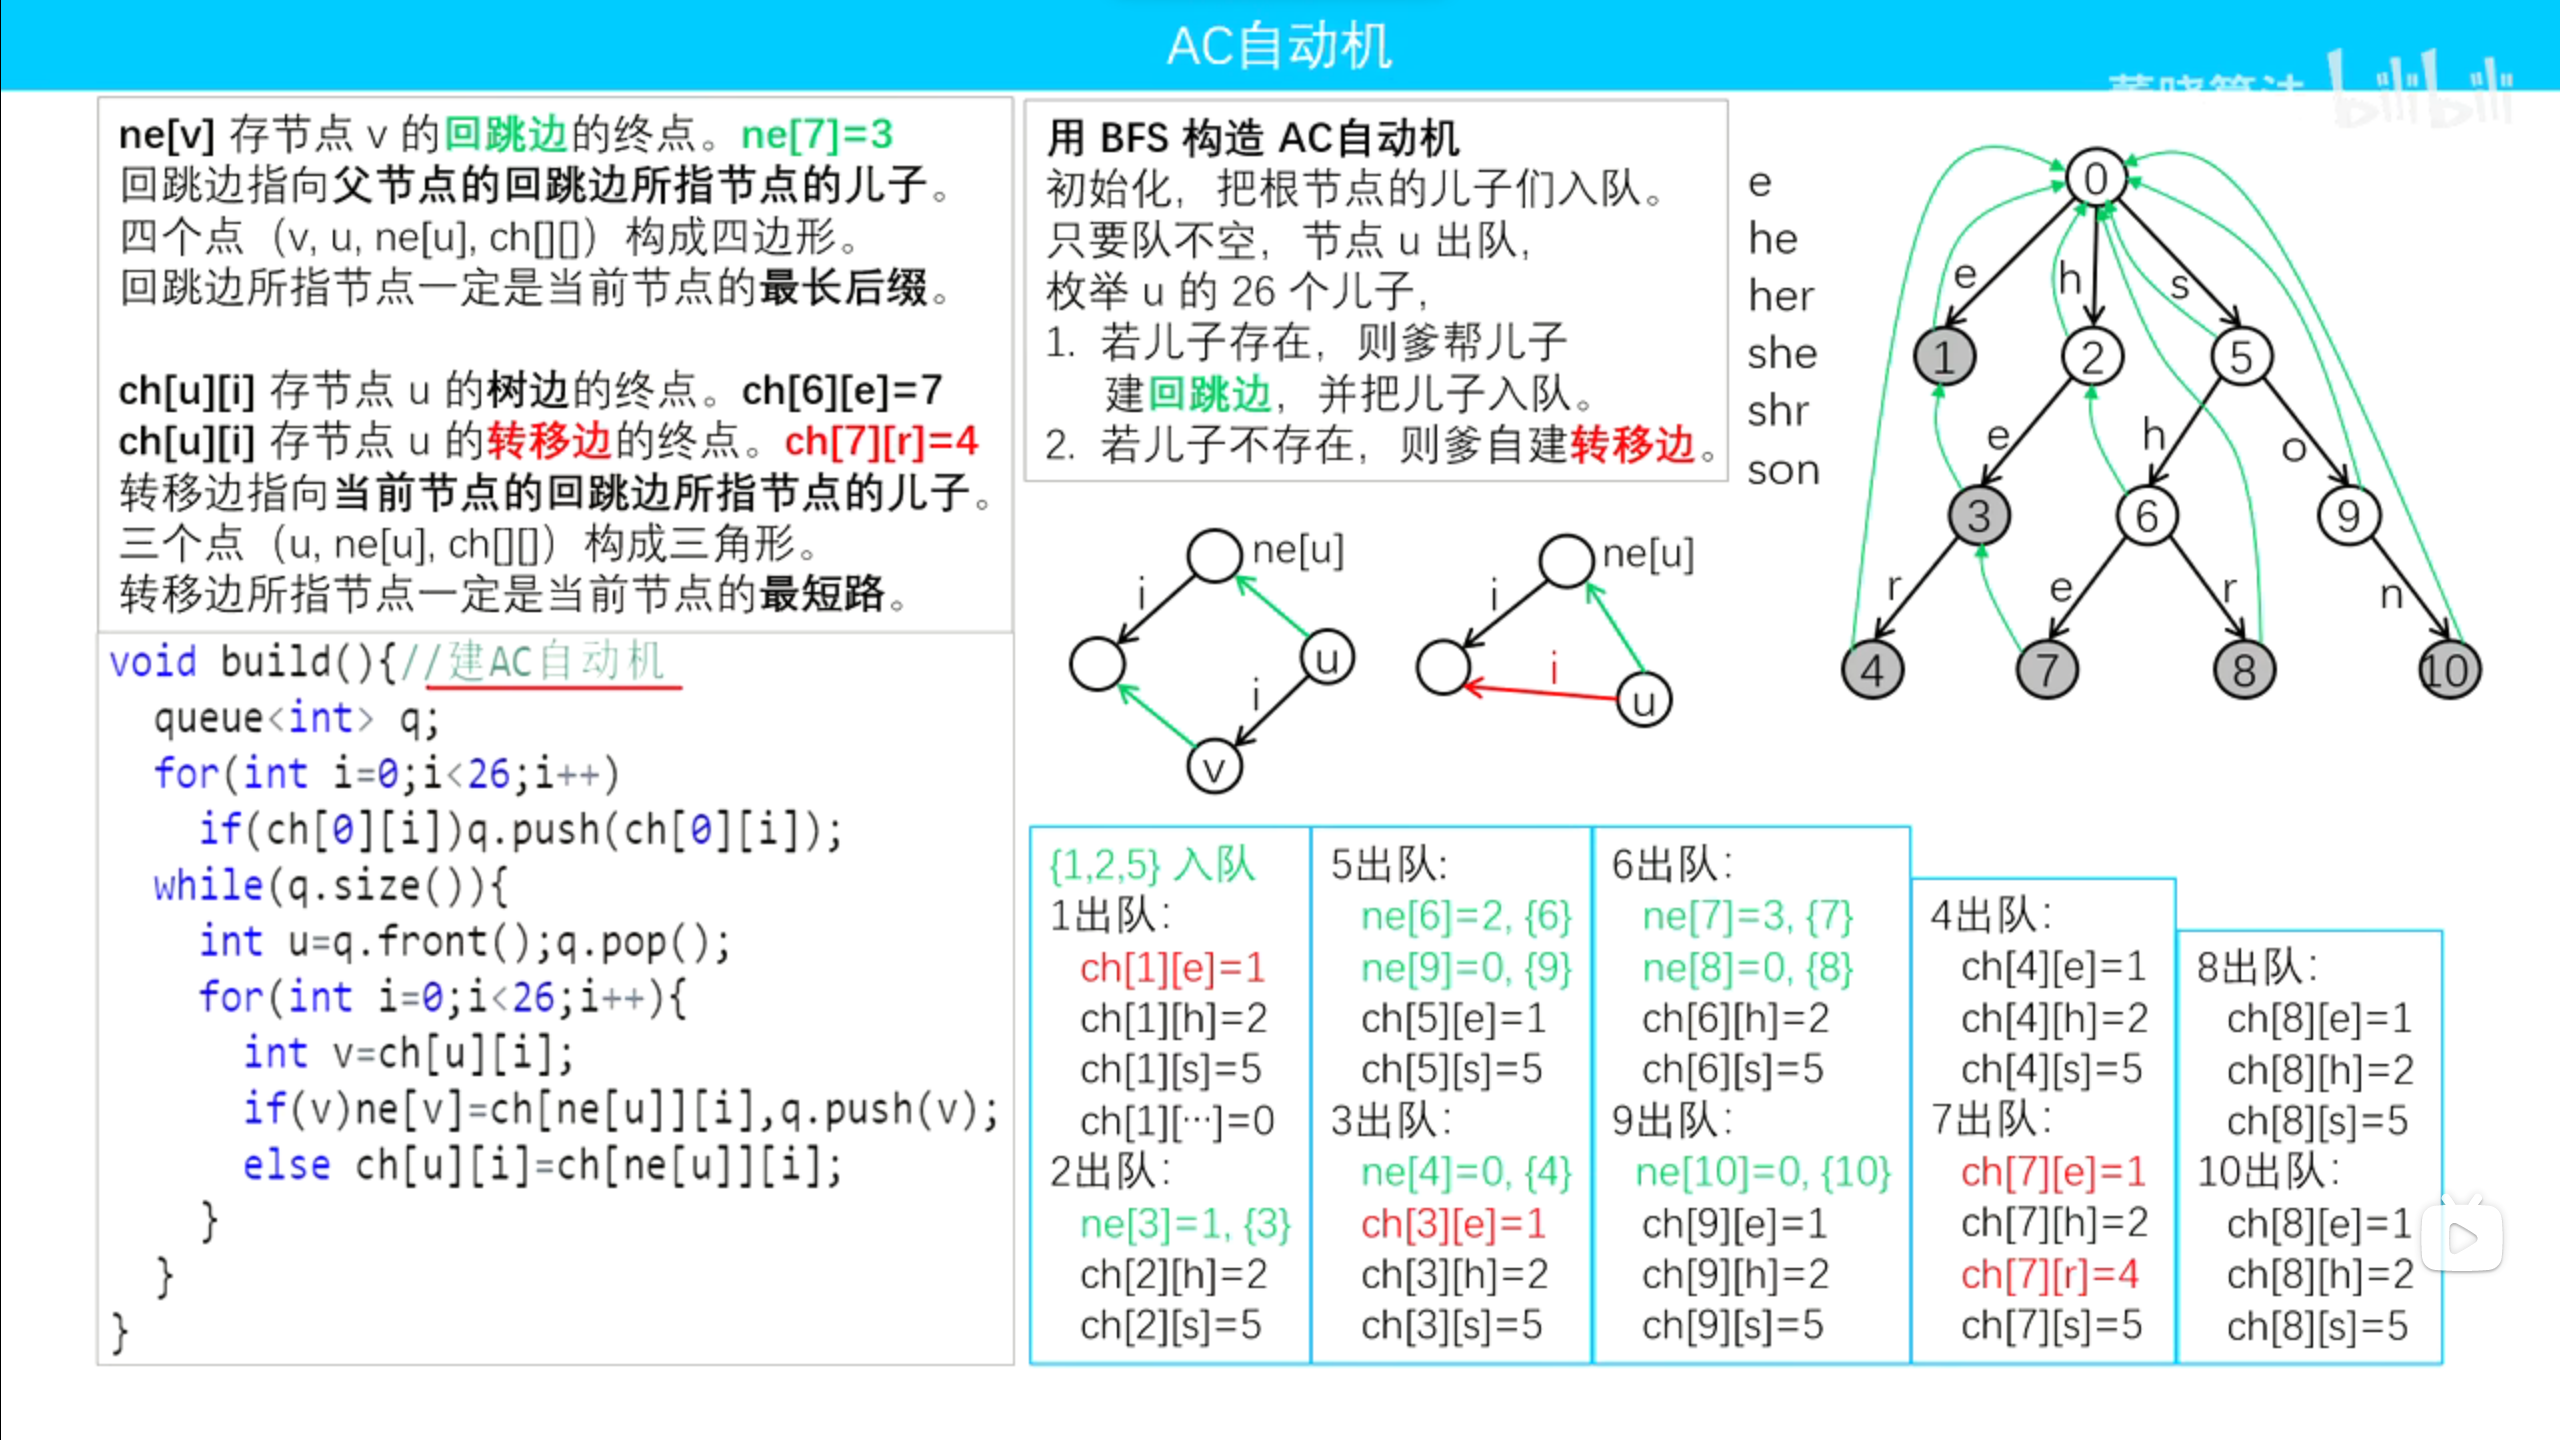 AC自动机
bilibili
ne[v] 存节点 v 的回跳边的终点。ne[7]=3
回跳边指向父节点的回跳边所指节点的儿子。
四个点（v, u, ne[u], ch[][]）构成四边形。
回跳边所指节点一定是当前节点的最长后缀。
ch[u][i] 存节点 u 的树边的终点。ch[6][e]=7
ch[u][i] 存节点 u 的转移边的终点。ch[7][r]=4
转移边指向当前节点的回跳边所指节点的儿子。
三个点（u, ne[u], ch[][]）构成三角形。
转移边所指节点一定是当前节点的最短路。
void build(){//建AC自动机
queue<int> q;
for(int i=0;i<26;i++)
if(ch[0][i])q.push(ch[0][i]);
while(q.size()){
int u=q.front();q.pop();
for(int i=0;i<26;i++){
int v=ch[u][i];
if(v)ne[v]=ch[ne[u]][i],q.push(v);
else ch[u][i]=ch[ne[u]][i];
}
}
}
用 BFS 构造 AC自动机
初始化，把根节点的儿子们入队。
只要队不空，节点 u 出队，
枚举 u 的 26 个儿子，
1. 若儿子存在，则爹帮儿子
建回跳边，并把儿子入队。
2. 若儿子不存在，则爹自建转移边。
e
he
her
she
shr
son
0
e
h
s
1
2
5
e
h
o
3
6
9
r
e
r
n
4
7
8
10
ne[u]
i
u
i
v
ne[u]
i
i
u
{1,2,5} 入队
1出队:
ch[1][e]=1
ch[1][h]=2
ch[1][s]=5
ch[1][···]=0
2出队:
ne[3]=1, {3}
ch[2][h]=2
ch[2][s]=5
5出队:
ne[6]=2, {6}
ne[9]=0, {9}
ch[5][e]=1
ch[5][s]=5
3出队:
ne[4]=0, {4}
ch[3][e]=1
ch[3][h]=2
ch[3][s]=5
6出队:
ne[7]=3, {7}
ne[8]=0, {8}
ch[6][h]=2
ch[6][s]=5
9出队:
ne[10]=0, {10}
ch[9][e]=1
ch[9][h]=2
ch[9][s]=5
4出队:
ch[4][e]=1
ch[4][h]=2
ch[4][s]=5
7出队:
ch[7][e]=1
ch[7][h]=2
ch[7][r]=4
ch[7][s]=5
8出队:
ch[8][e]=1
ch[8][h]=2
ch[8][s]=5
10出队:
ch[8][e]=1
ch[8][h]=2
ch[8][s]=5